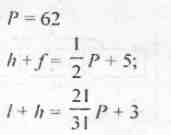 P = 62
h + f = 1/2 P + 5;
l + h = 21/31 P + 3